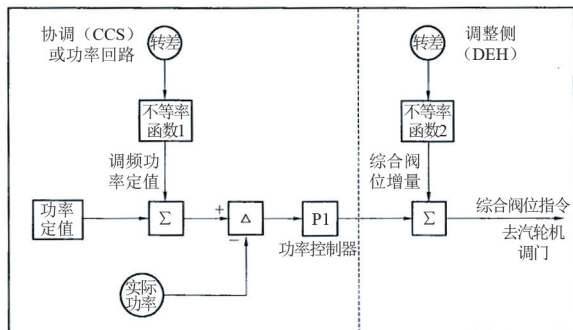 协调（CCS）
或功率回路
转差
转差
调整侧
（DEH）
不等率
函数1
不等率
函数2
调频功
率定值
综合阀
位增量
功率
定值
Σ
+
Δ
−
P1
功率控制器
Σ
综合阀位指令
去汽轮机
调门
实际
功率